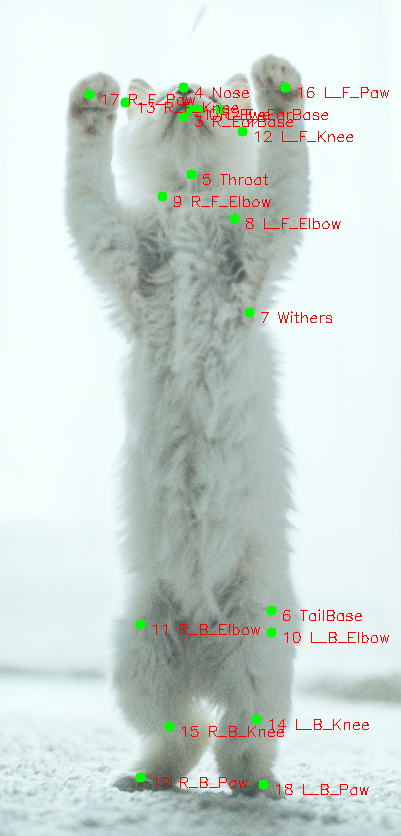 4 Nose
16 L_F_Paw
17 R_F_Paw
13 R_F_Knee
3 R_EarBase
12 L_F_Knee
5 Throat
9 R_F_Elbow
8 L_F_Elbow
7 Withers
6 TailBase
11 R_B_Elbow
10 L_B_Elbow
14 L_B_Knee
15 R_B_Knee
19 R_B_Paw
18 L_B_Paw